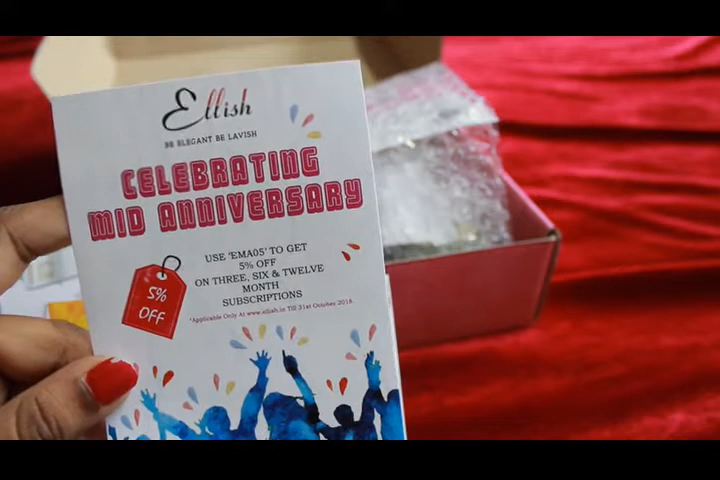 Ellish
BE ELEGANT BE LAVISH
CELEBRATING
MID ANNIVERSARY
USE 'EMA05' TO GET
5% OFF
ON THREE, SIX & TWELVE
MONTH
SUBSCRIPTIONS
*Applicable Only At www.ellish.in Till 31st October 2018
5%
OFF